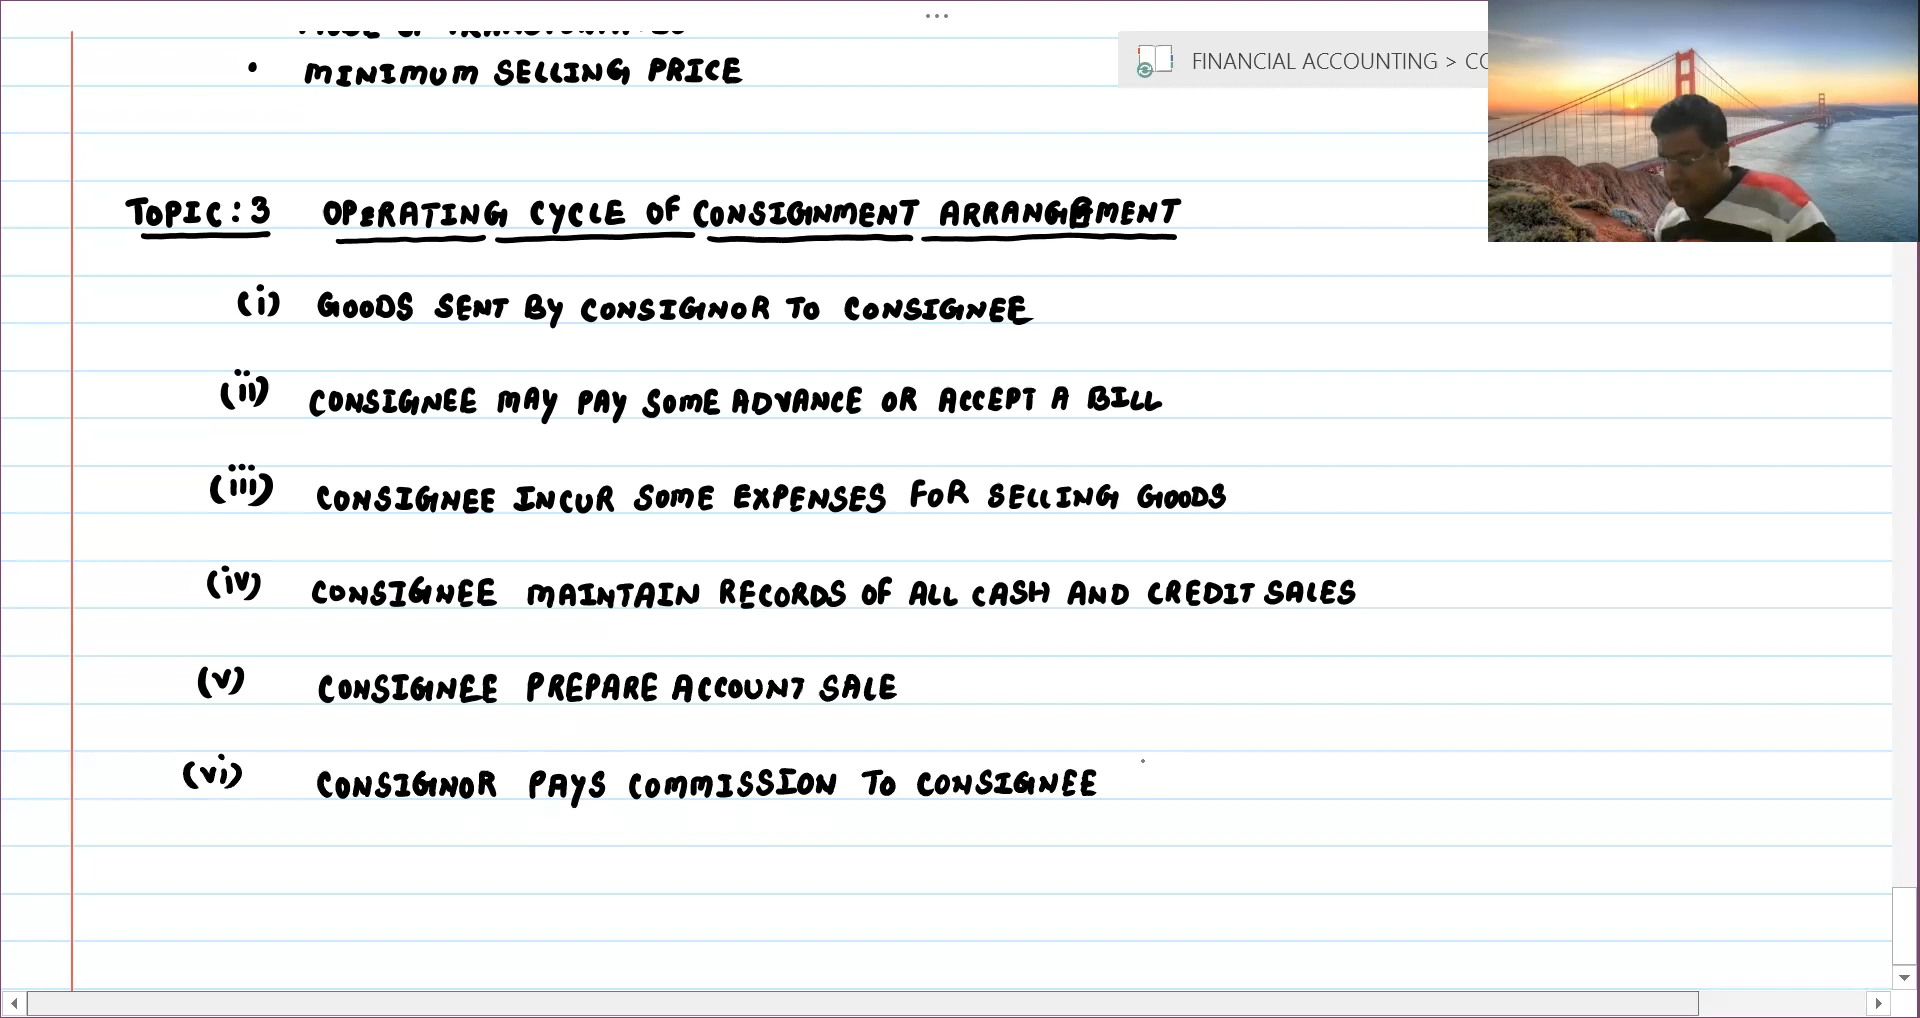 MINIMUM SELLING PRICE
FINANCIAL ACCOUNTING > CO
TOPIC : 3 OPERATING CYCLE OF CONSIGNMENT ARRANGEMENT
(i) GOODS SENT BY CONSIGNOR TO CONSIGNEE
(ii) CONSIGNEE MAY PAY SOME ADVANCE OR ACCEPT A BILL
(iii) CONSIGNEE INCUR SOME EXPENSES FOR SELLING GOODS
(iv) CONSIGNEE MAINTAIN RECORDS OF ALL CASH AND CREDIT SALES
(v) CONSIGNEE PREPARE ACCOUNT SALE
(vi) CONSIGNOR PAYS COMMISSION TO CONSIGNEE